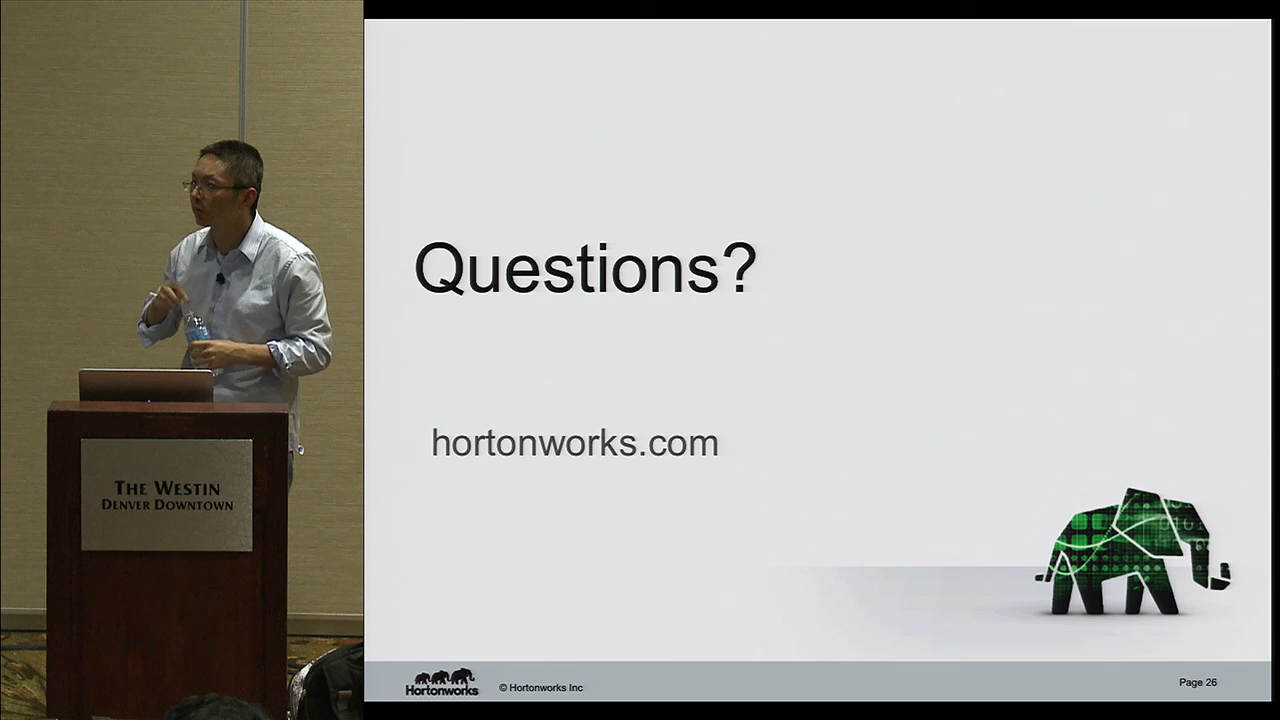 THE WESTIN
DENVER DOWNTOWN
Questions?
hortonworks.com
Hortonworks
© Hortonworks Inc
Page 26